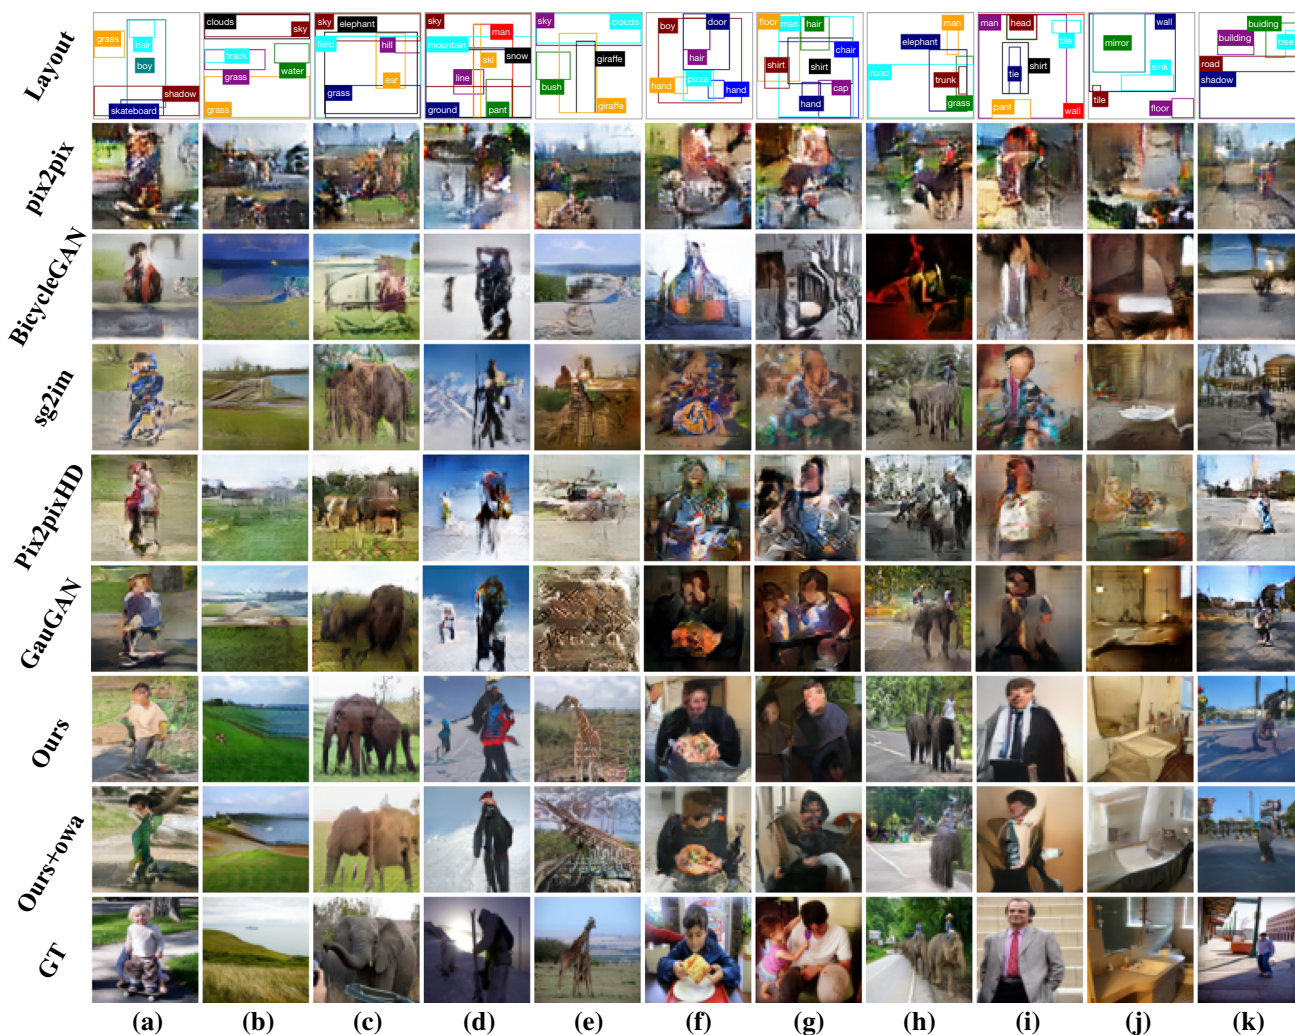 Layout
grass
hair
boy
shadow
skateboard
clouds
sky
track
water
grass
grass
sky
elephant
field
hill
ear
grass
sky
man
mountain
ski
snow
line
ground
pant
sky
clouds
giraffe
bush
giraffe
boy
door
hair
pizza
hand
hand
floor
man
hair
chair
shirt
shirt
cap
hand
man
elephant
road
trunk
grass
man
head
tile
shirt
tie
pant
wall
wall
mirror
sink
tile
floor
buiding
building
tree
road
shadow
pix2pix
BicycleGAN
sg2im
Pix2pixHD
GauGAN
Ours
Ours+owa
GT
(a) (b) (c) (d) (e) (f) (g) (h) (i) (j) (k)